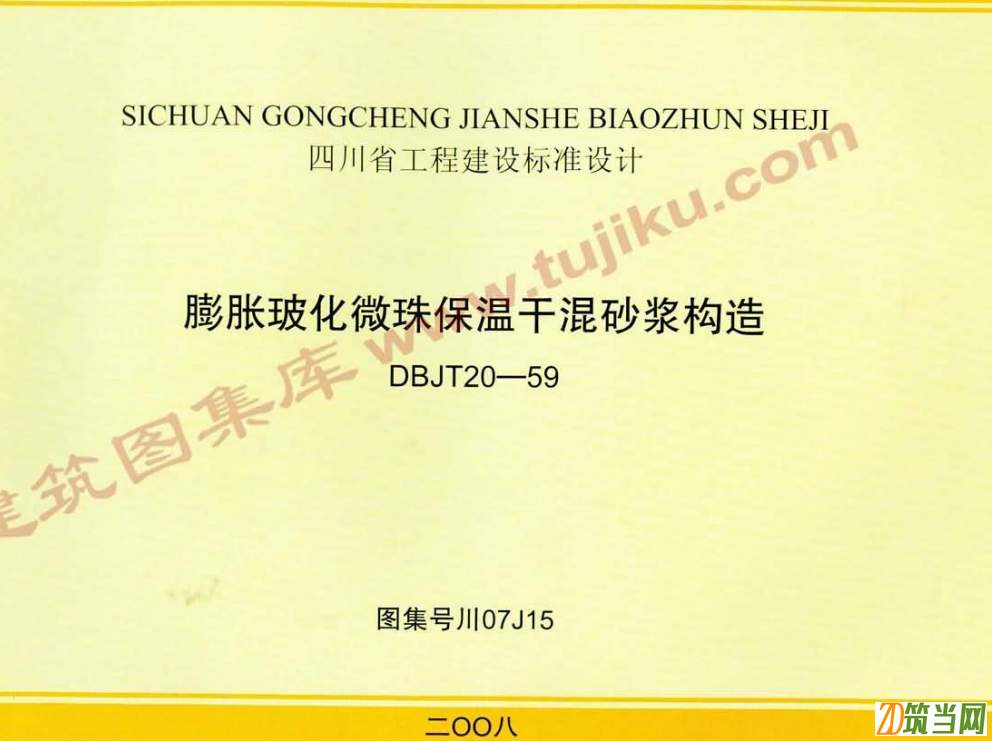 SICHUAN GONGCHENG JIANSHE BIAOZHUN SHEJI
四川省工程建设标准设计
膨胀玻化微珠保温干混砂浆构造
DBJT20—59
建筑图集库 www.tujiku.com
图集号川07J15
二〇〇八
筑当网